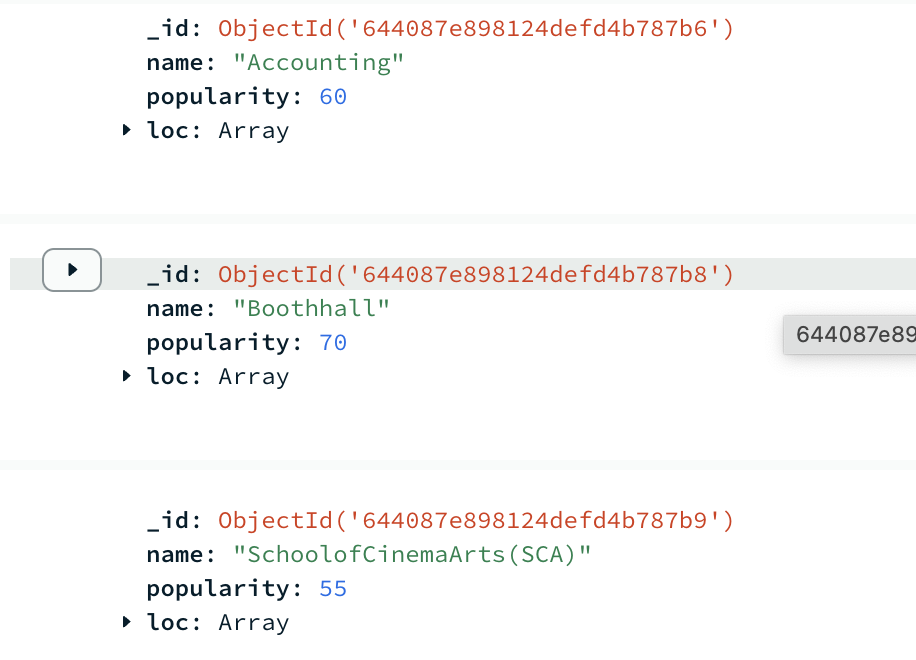 _id: ObjectId('644087e898124defd4b787b6')
name: "Accounting"
popularity: 60
loc: Array
_id: ObjectId('644087e898124defd4b787b8')
name: "Boothhall"
644087e89
popularity: 70
loc: Array
_id: ObjectId('644087e898124defd4b787b9')
name: "SchoolofCinemaArts(SCA)"
popularity: 55
loc: Array